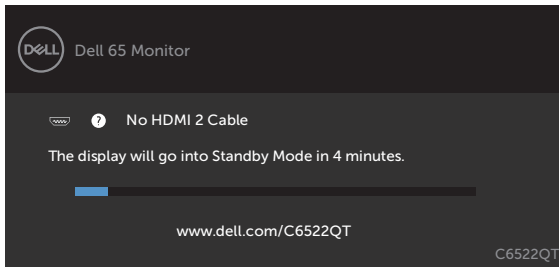 DELL Dell 65 Monitor
? No HDMI 2 Cable
The display will go into Standby Mode in 4 minutes.
www.dell.com/C6522QT
C6522QT